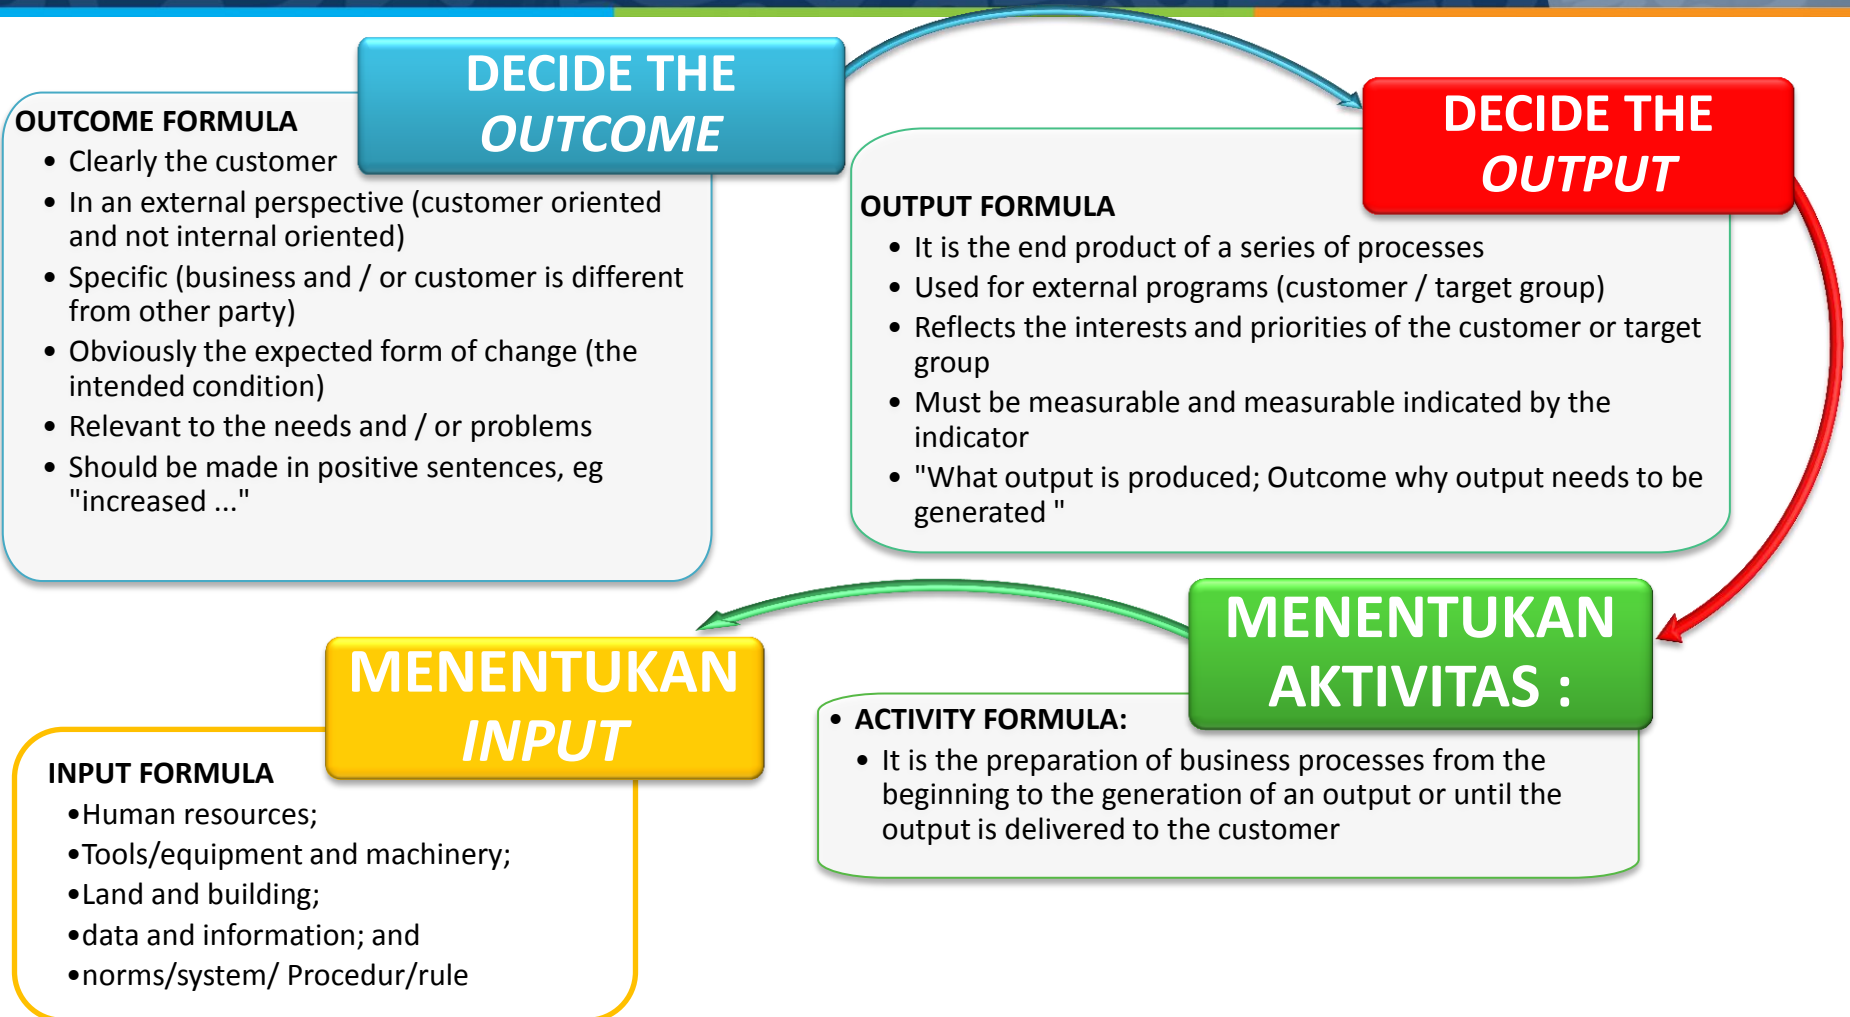 DECIDE THE
OUTCOME
OUTCOME FORMULA
• Clearly the customer
• In an external perspective (customer oriented
and not internal oriented)
• Specific (business and / or customer is different
from other party)
• Obviously the expected form of change (the
intended condition)
• Relevant to the needs and / or problems
• Should be made in positive sentences, eg
"increased ..."
DECIDE THE
OUTPUT
OUTPUT FORMULA
• It is the end product of a series of processes
• Used for external programs (customer / target group)
• Reflects the interests and priorities of the customer or target
group
• Must be measurable and measurable indicated by the
indicator
• "What output is produced; Outcome why output needs to be
generated "
MENENTUKAN
AKTIVITAS :
• ACTIVITY FORMULA:
• It is the preparation of business processes from the
beginning to the generation of an output or until the
output is delivered to the customer
MENENTUKAN
INPUT
INPUT FORMULA
•Human resources;
•Tools/equipment and machinery;
•Land and building;
•data and information; and
•norms/system/ Procedur/rule